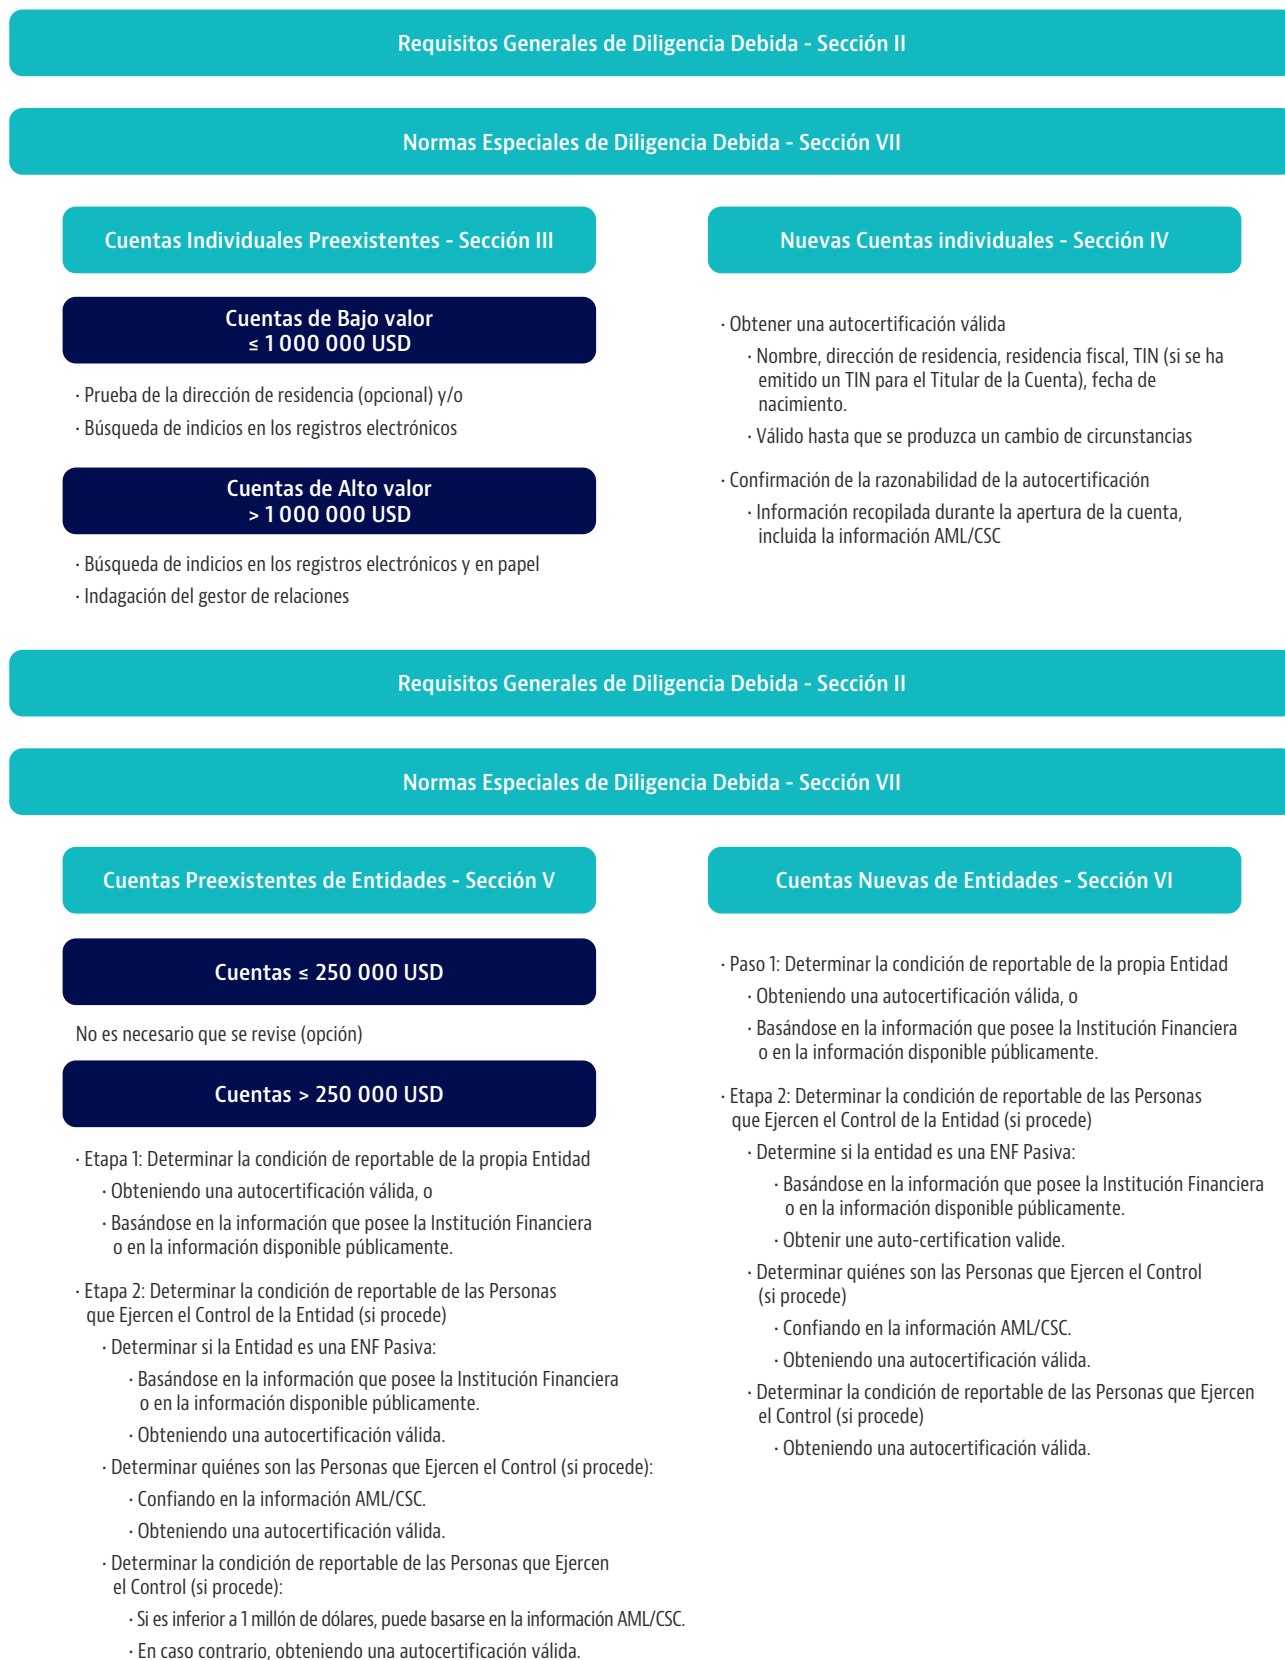 Requisitos Generales de Diligencia Debida - Sección II
Normas Especiales de Diligencia Debida - Sección VII
Cuentas Individuales Preexistentes - Sección III
Cuentas de Bajo valor
≤ 1 000 000 USD
· Prueba de la dirección de residencia (opcional) y/o
· Búsqueda de indicios en los registros electrónicos
Cuentas de Alto valor
> 1 000 000 USD
· Búsqueda de indicios en los registros electrónicos y en papel
· Indagación del gestor de relaciones
Nuevas Cuentas individuales - Sección IV
· Obtener una autocertificación válida
· Nombre, dirección de residencia, residencia fiscal, TIN (si se ha
emitido un TIN para el Titular de la Cuenta), fecha de
nacimiento.
· Válido hasta que se produzca un cambio de circunstancias
· Confirmación de la razonabilidad de la autocertificación
· Información recopilada durante la apertura de la cuenta,
incluida la información AML/CSC
Requisitos Generales de Diligencia Debida - Sección II
Normas Especiales de Diligencia Debida - Sección VII
Cuentas Preexistentes de Entidades - Sección V
Cuentas ≤ 250 000 USD
No es necesario que se revise (opción)
Cuentas > 250 000 USD
· Etapa 1: Determinar la condición de reportable de la propia Entidad
· Obteniendo una autocertificación válida, o
· Basándose en la información que posee la Institución Financiera
o en la información disponible públicamente.
· Etapa 2: Determinar la condición de reportable de las Personas
que Ejercen el Control de la Entidad (si procede)
· Determinar si la Entidad es una ENF Pasiva:
· Basándose en la información que posee la Institución Financiera
o en la información disponible públicamente.
· Obteniendo una autocertificación válida.
· Determinar quiénes son las Personas que Ejercen el Control (si procede):
· Confiando en la información AML/CSC.
· Obteniendo una autocertificación válida.
· Determinar la condición de reportable de las Personas que Ejercen
el Control (si procede):
· Si es inferior a 1 millón de dólares, puede basarse en la información AML/CSC.
· En caso contrario, obteniendo una autocertificación válida.
Cuentas Nuevas de Entidades - Sección VI
· Paso 1: Determinar la condición de reportable de la propia Entidad
· Obteniendo una autocertificación válida, o
· Basándose en la información que posee la Institución Financiera
o en la información disponible públicamente.
· Etapa 2: Determinar la condición de reportable de las Personas
que Ejercen el Control de la Entidad (si procede)
· Determine si la entidad es una ENF Pasiva:
· Basándose en la información que posee la Institución Financiera
o en la información disponible públicamente.
· Obtenir une auto-certification valide.
· Determinar quiénes son las Personas que Ejercen el Control
(si procede)
· Confiando en la información AML/CSC.
· Obteniendo una autocertificación válida.
· Determinar la condición de reportable de las Personas que Ejercen
el Control (si procede)
· Obteniendo una autocertificación válida.